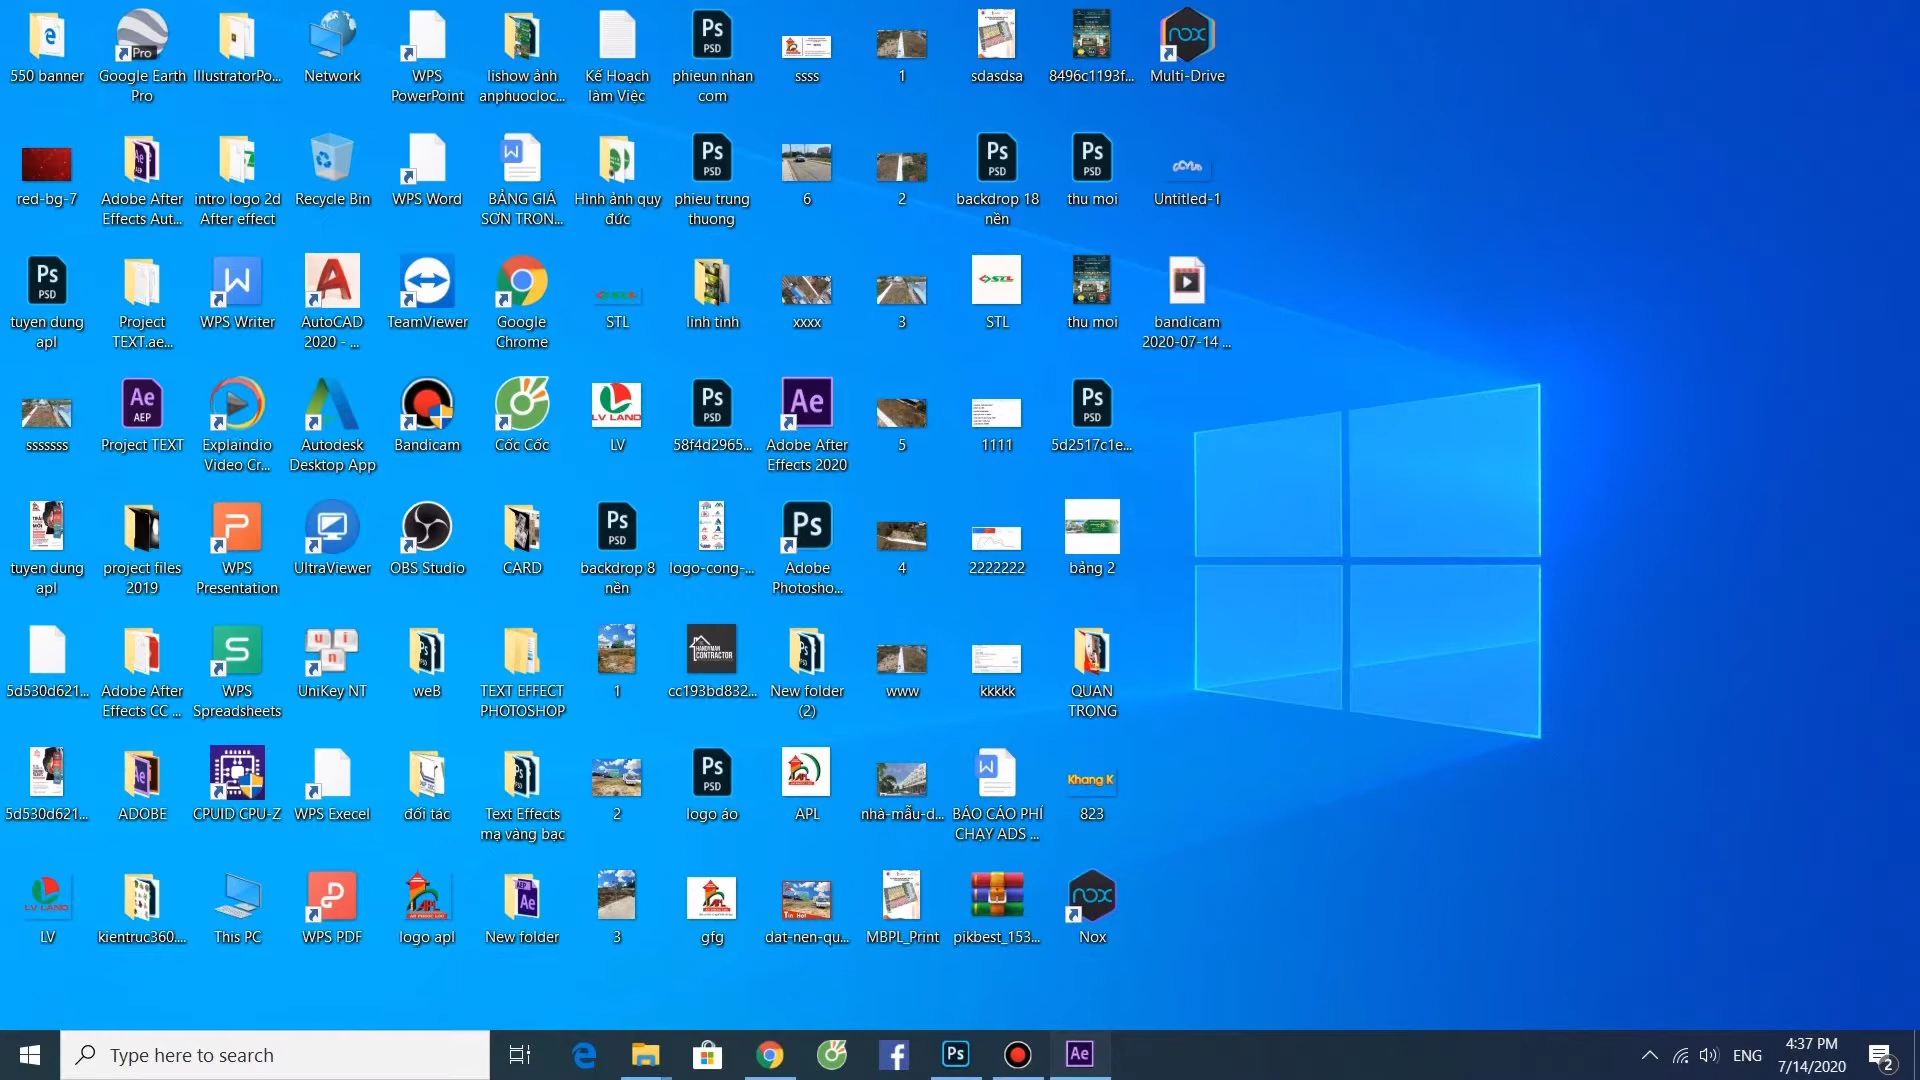 550 banner
Google Earth Pro
IllustratorPo...
Network
WPS PowerPoint
lishow ảnh anphuocloc...
Kế Hoạch làm Việc
phieun nhan com
ssss
1
sdasdsa
8496c1193f...
Multi-Drive
red-bg-7
Adobe After Effects Aut...
intro logo 2d After effect
Recycle Bin
WPS Word
BẢNG GIÁ SƠN TRON...
Hình ảnh quy đức
phieu trung thuong
6
2
backdrop 18 nền
thu moi
Untitled-1
tuyen dung apl
Project TEXT.ae...
WPS Writer
AutoCAD 2020 - ...
TeamViewer
Google Chrome
STL
linh tinh
xxxx
3
STL
thu moi
bandicam 2020-07-14 ...
sssssss
Project TEXT
Explaindio Video Cr...
Autodesk Desktop App
Bandicam
Cốc Cốc
LV LAND
LV
58f4d2965...
Adobe After Effects 2020
5
1111
5d2517c1e...
tuyen dung apl
project files 2019
WPS Presentation
UltraViewer
OBS Studio
CARD
backdrop 8 nền
logo-cong-...
Adobe Photosho...
4
2222222
bảng 2
5d530d621...
Adobe After Effects CC ...
WPS Spreadsheets
UniKey NT
weB
TEXT EFFECT PHOTOSHOP
1
HANDYMAN CONTRACTOR
cc193bd832...
New folder (2)
www
kkkkk
QUAN TRỌNG
5d530d621...
ADOBE
CPUID CPU-Z
WPS Execel
đối tác
Text Effects mạ vàng bạc
2
logo áo
APL
nhà-mẫu-d...
BÁO CÁO PHÍ CHẠY ADS ...
Khang K
823
LV LAND
LV
kientruc360....
This PC
WPS PDF
logo apl
New folder
3
gfg
Tin Hot
dat-nen-qu...
MBPL_Print
pikbest_153...
nox
Nox
Type here to search
ENG
4:37 PM
7/14/2020
2